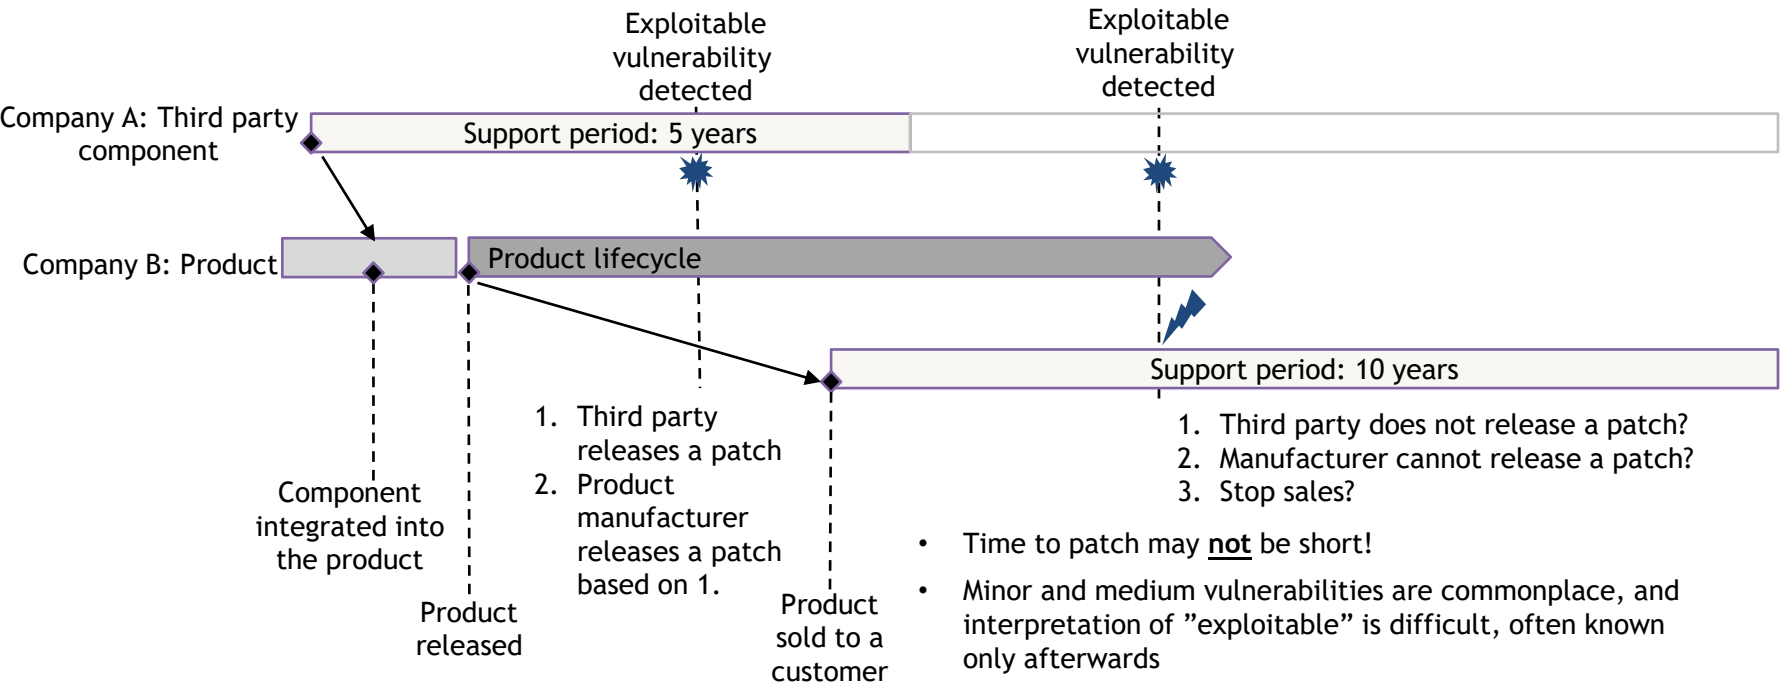 Exploitable
vulnerability
detected
Exploitable
vulnerability
detected
Company A: Third party
component
Support period: 5 years
Company B: Product
Product lifecycle
Support period: 10 years
1. Third party
releases a patch
2. Product
manufacturer
releases a patch
based on 1.
1. Third party does not release a patch?
2. Manufacturer cannot release a patch?
3. Stop sales?
Component
integrated into
the product
Product
released
Product
sold to a
customer
• Time to patch may not be short!
• Minor and medium vulnerabilities are commonplace, and
interpretation of ”exploitable” is difficult, often known
only afterwards